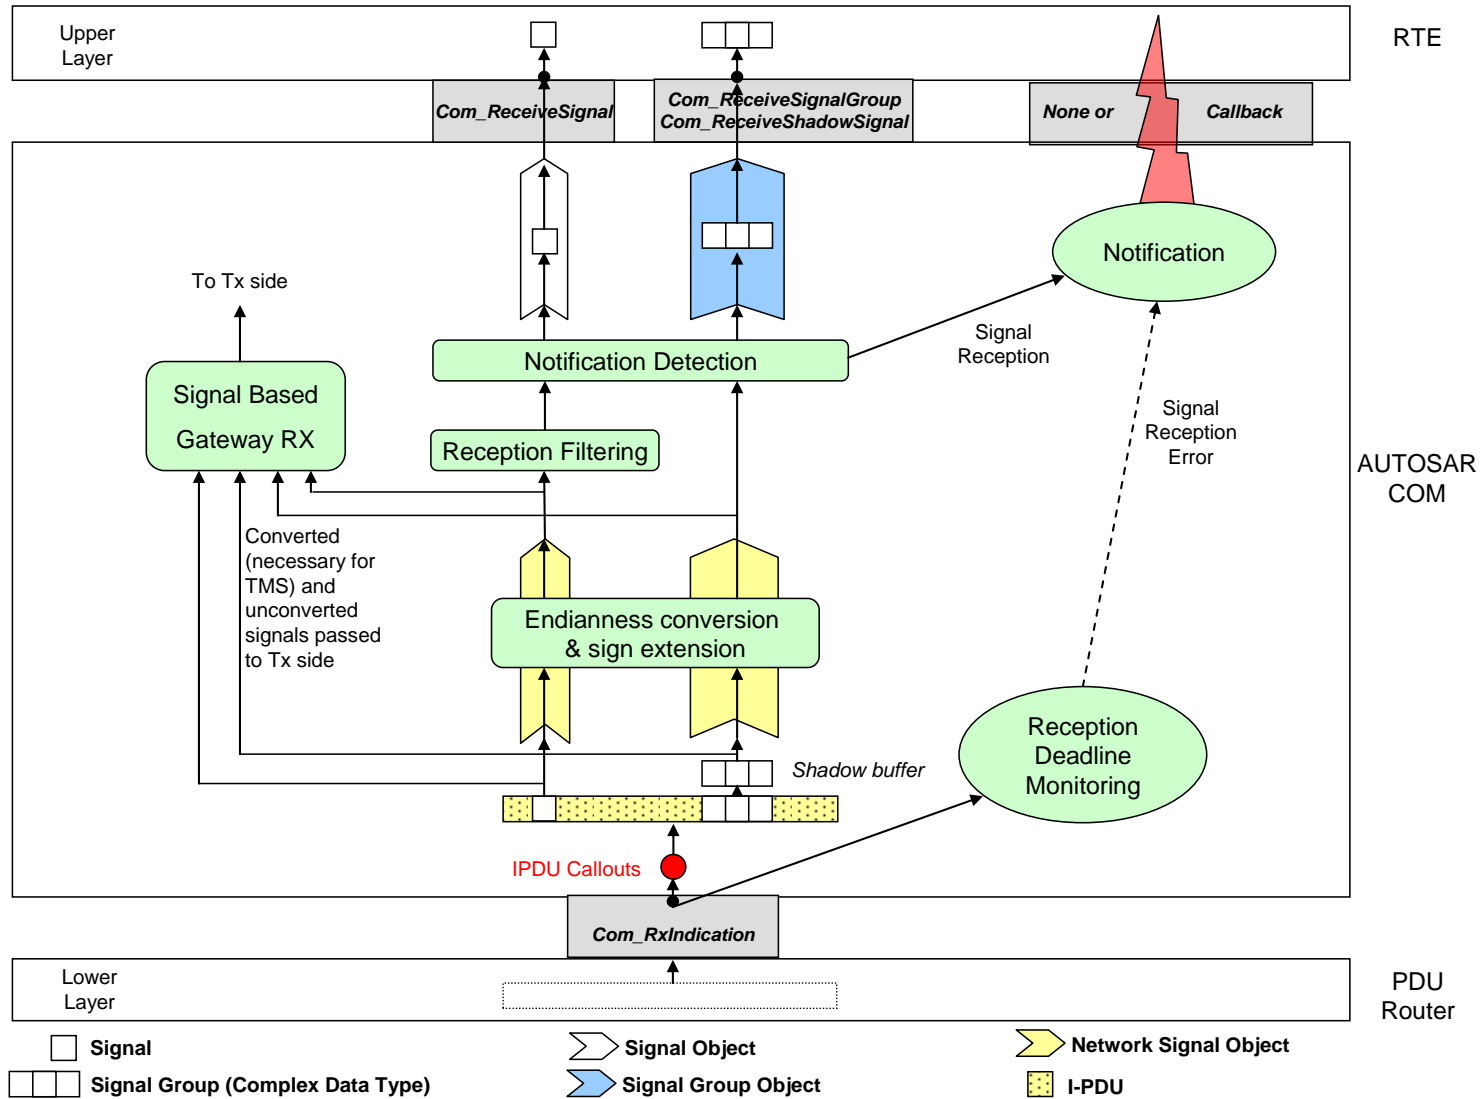 Upper
Layer
RTE
Com_ReceiveSignal
Com_ReceiveSignalGroup
Com_ReceiveShadowSignal
None or
Callback
Notification
To Tx side
Signal
Reception
Notification Detection
Signal Based
Gateway RX
Reception Filtering
Signal
Reception
Error
AUTOSAR
COM
Converted
(necessary for
TMS) and
unconverted
signals passed
to Tx side
Endianness conversion
& sign extension
Reception
Deadline
Monitoring
Shadow buffer
IPDU Callouts
Com_RxIndication
Lower
Layer
PDU
Router
Signal
Signal Object
Network Signal Object
Signal Group (Complex Data Type)
Signal Group Object
I-PDU